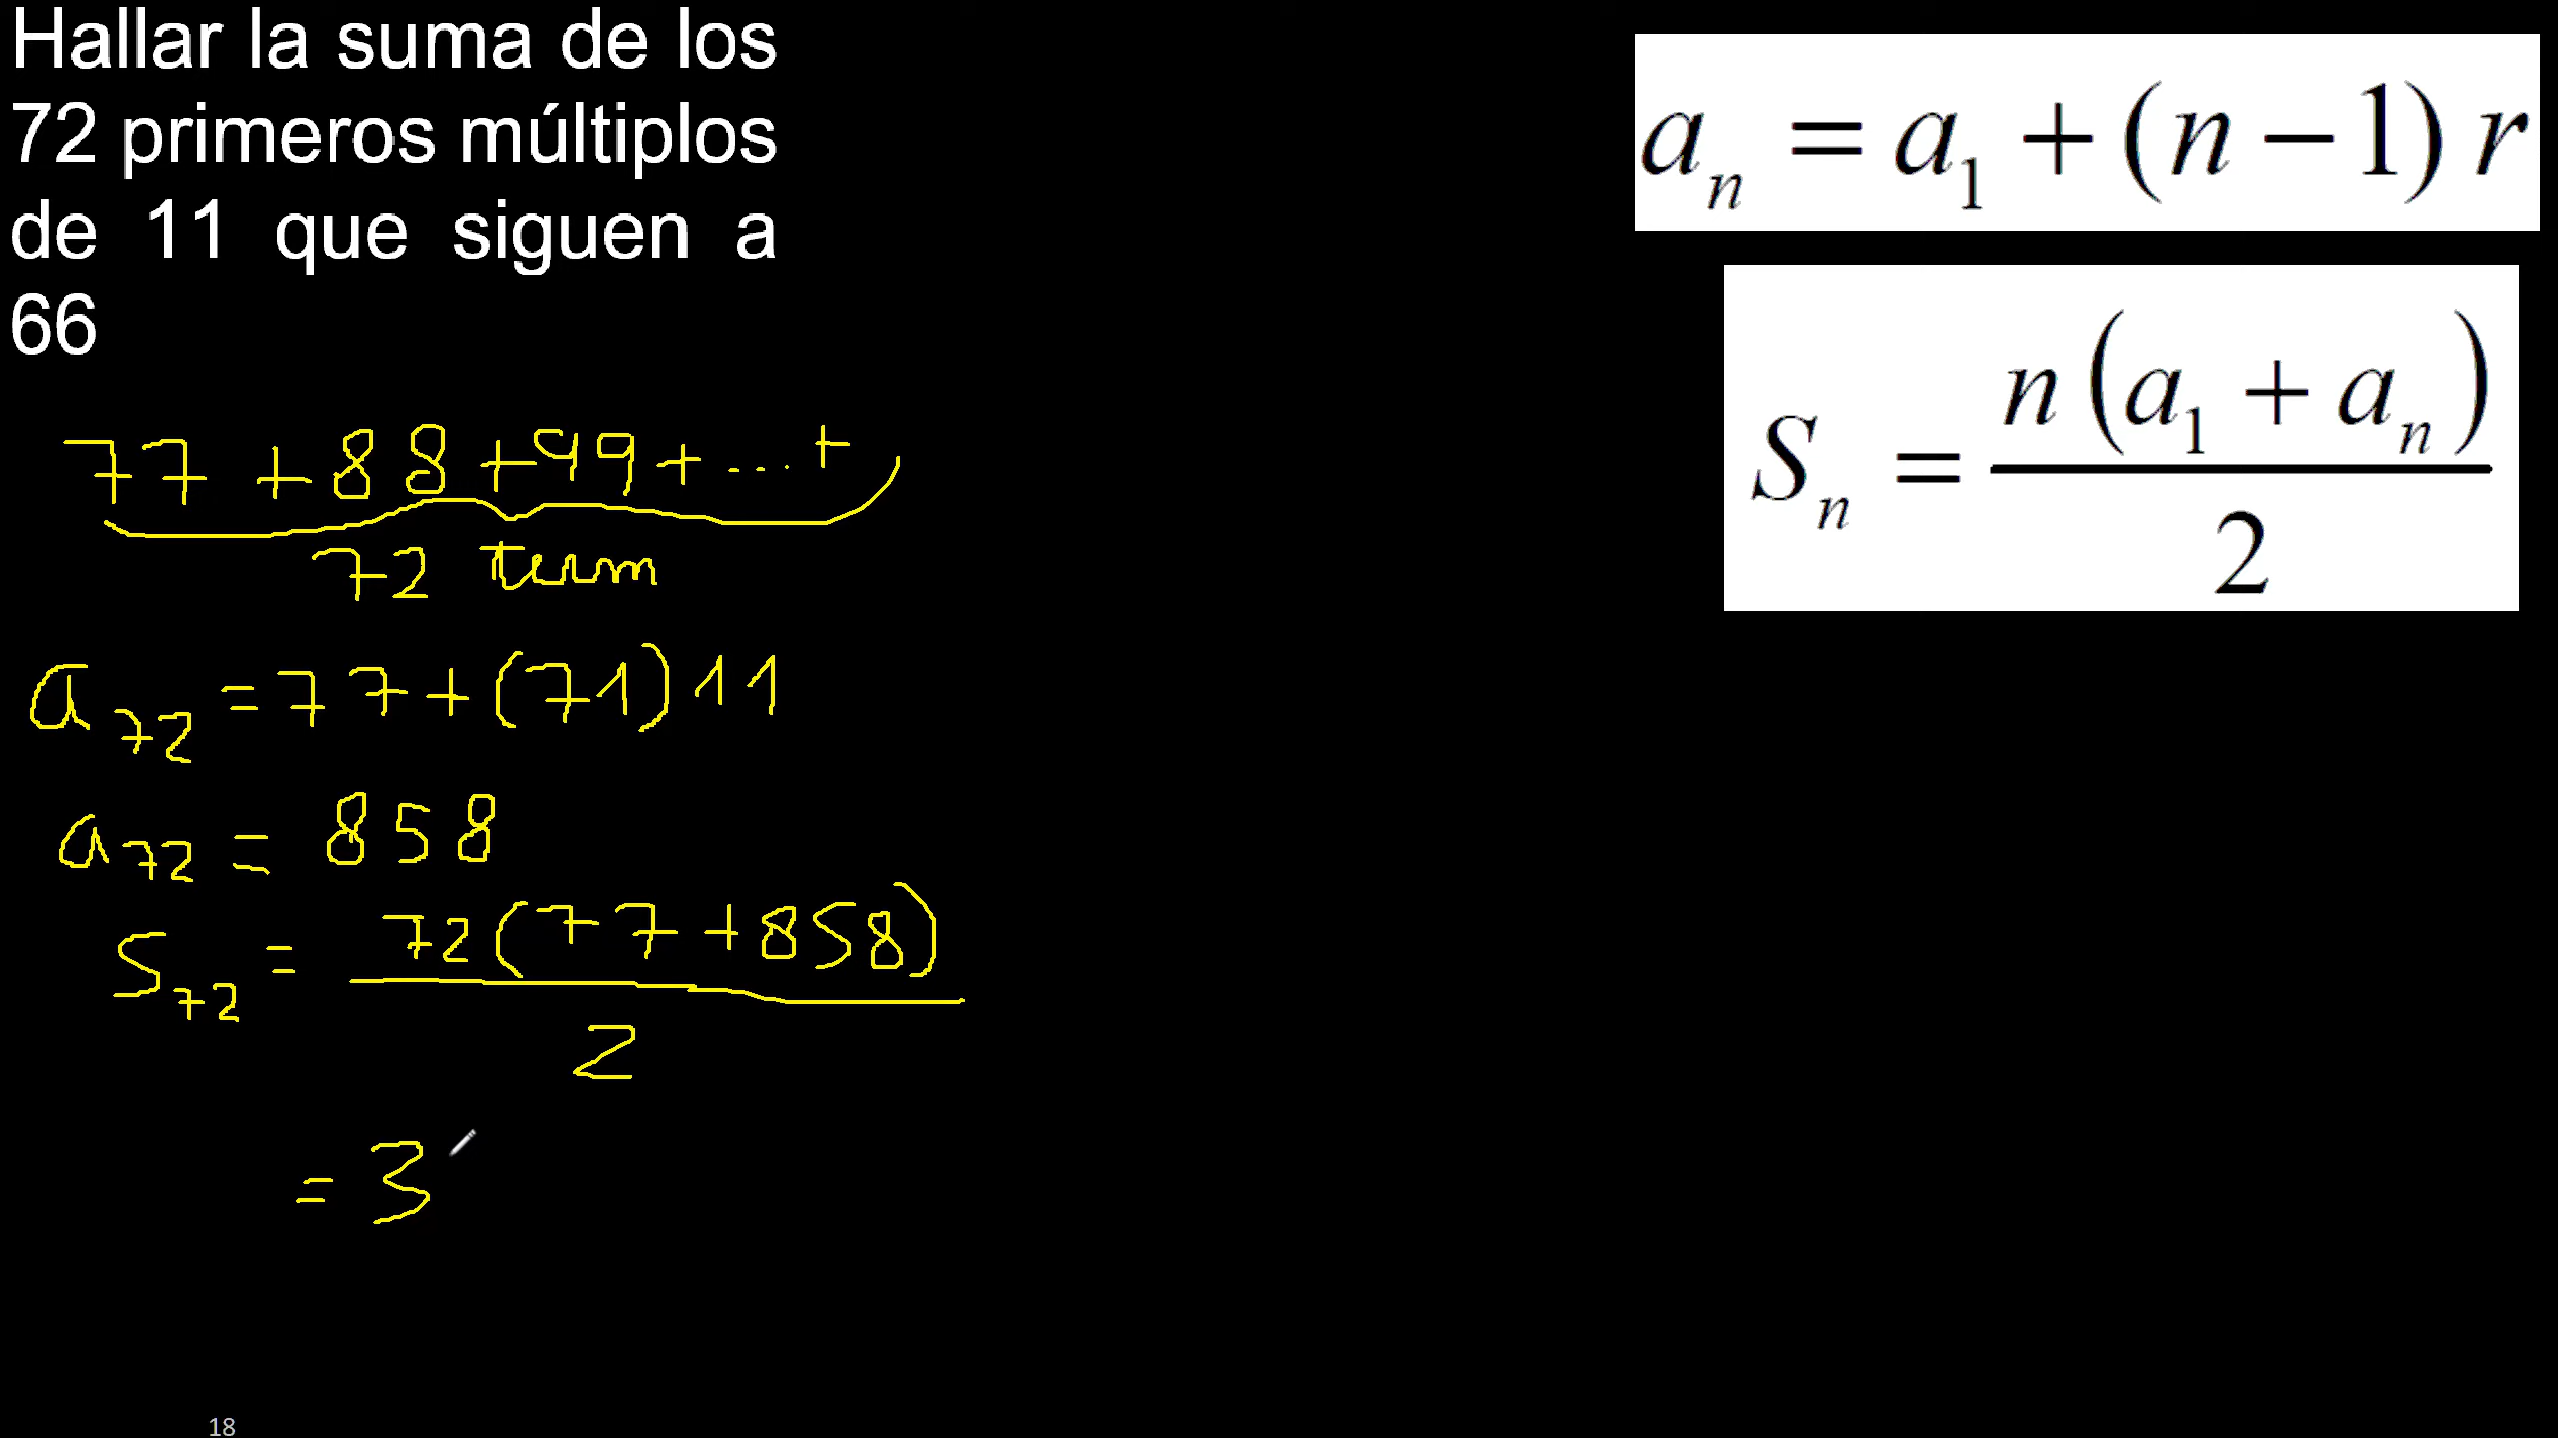 Hallar la suma de los
72 primeros múltiplos
de 11 que siguen a
66
77 + 88 + 99 + ... +
72 term
a₇₂ = 77 + (71) 11
a₇₂ = 858
S₇₂ = 72 (77 + 858) / 2
= 3
aₙ = a₁ + (n − 1) r
Sₙ = n (a₁ + aₙ) / 2
18